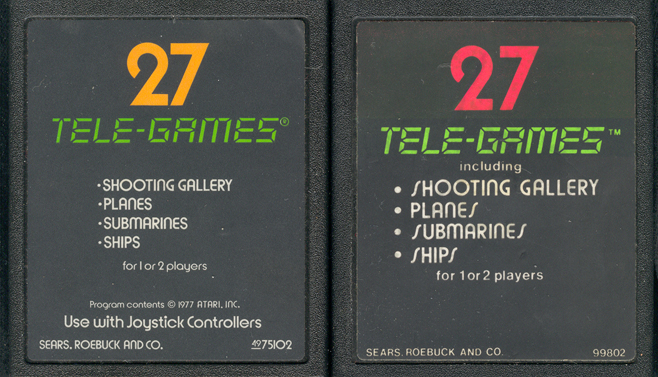 27
TELE-GAMES®
•SHOOTING GALLERY
•PLANES
•SUBMARINES
•SHIPS
for 1 or 2 players
Program contents © 1977 ATARI, INC.
Use with Joystick Controllers
SEARS, ROEBUCK AND CO. 4975102
27
TELE-GAMES™
including
• SHOOTING GALLERY
• PLANES
• SUBMARINES
• SHIPS
for 1 or 2 players
SEARS, ROEBUCK AND CO. 99802